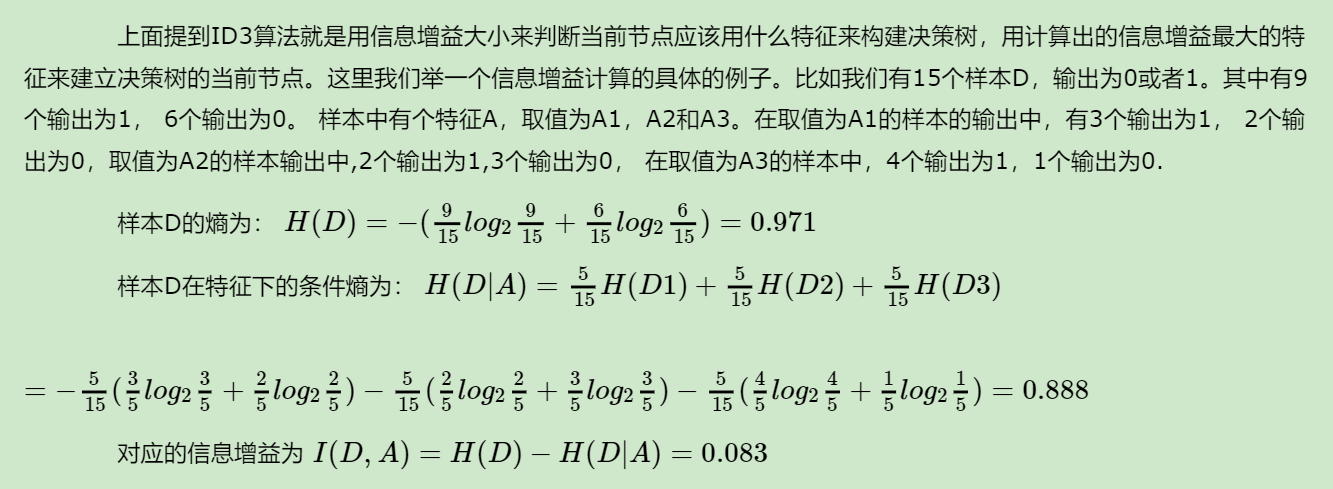 上面提到ID3算法就是用信息增益大小来判断当前节点应该用什么特征来构建决策树，用计算出的信息增益最大的特
征来建立决策树的当前节点。这里我们举一个信息增益计算的具体的例子。比如我们有15个样本D，输出为0或者1。其中有9
个输出为1， 6个输出为0。 样本中有个特征A，取值为A1，A2和A3。在取值为A1的样本的输出中，有3个输出为1， 2个输
出为0，取值为A2的样本输出中,2个输出为1,3个输出为0， 在取值为A3的样本中，4个输出为1，1个输出为0.
样本D的熵为： H(D) = −(9/15 log₂ 9/15 + 6/15 log₂ 6/15) = 0.971
样本D在特征下的条件熵为： H(D|A) = 5/15 H(D1) + 5/15 H(D2) + 5/15 H(D3)
= −5/15(3/5 log₂ 3/5 + 2/5 log₂ 2/5) − 5/15(2/5 log₂ 2/5 + 3/5 log₂ 3/5) − 5/15(4/5 log₂ 4/5 + 1/5 log₂ 1/5) = 0.888
对应的信息增益为 I(D, A) = H(D) − H(D|A) = 0.083